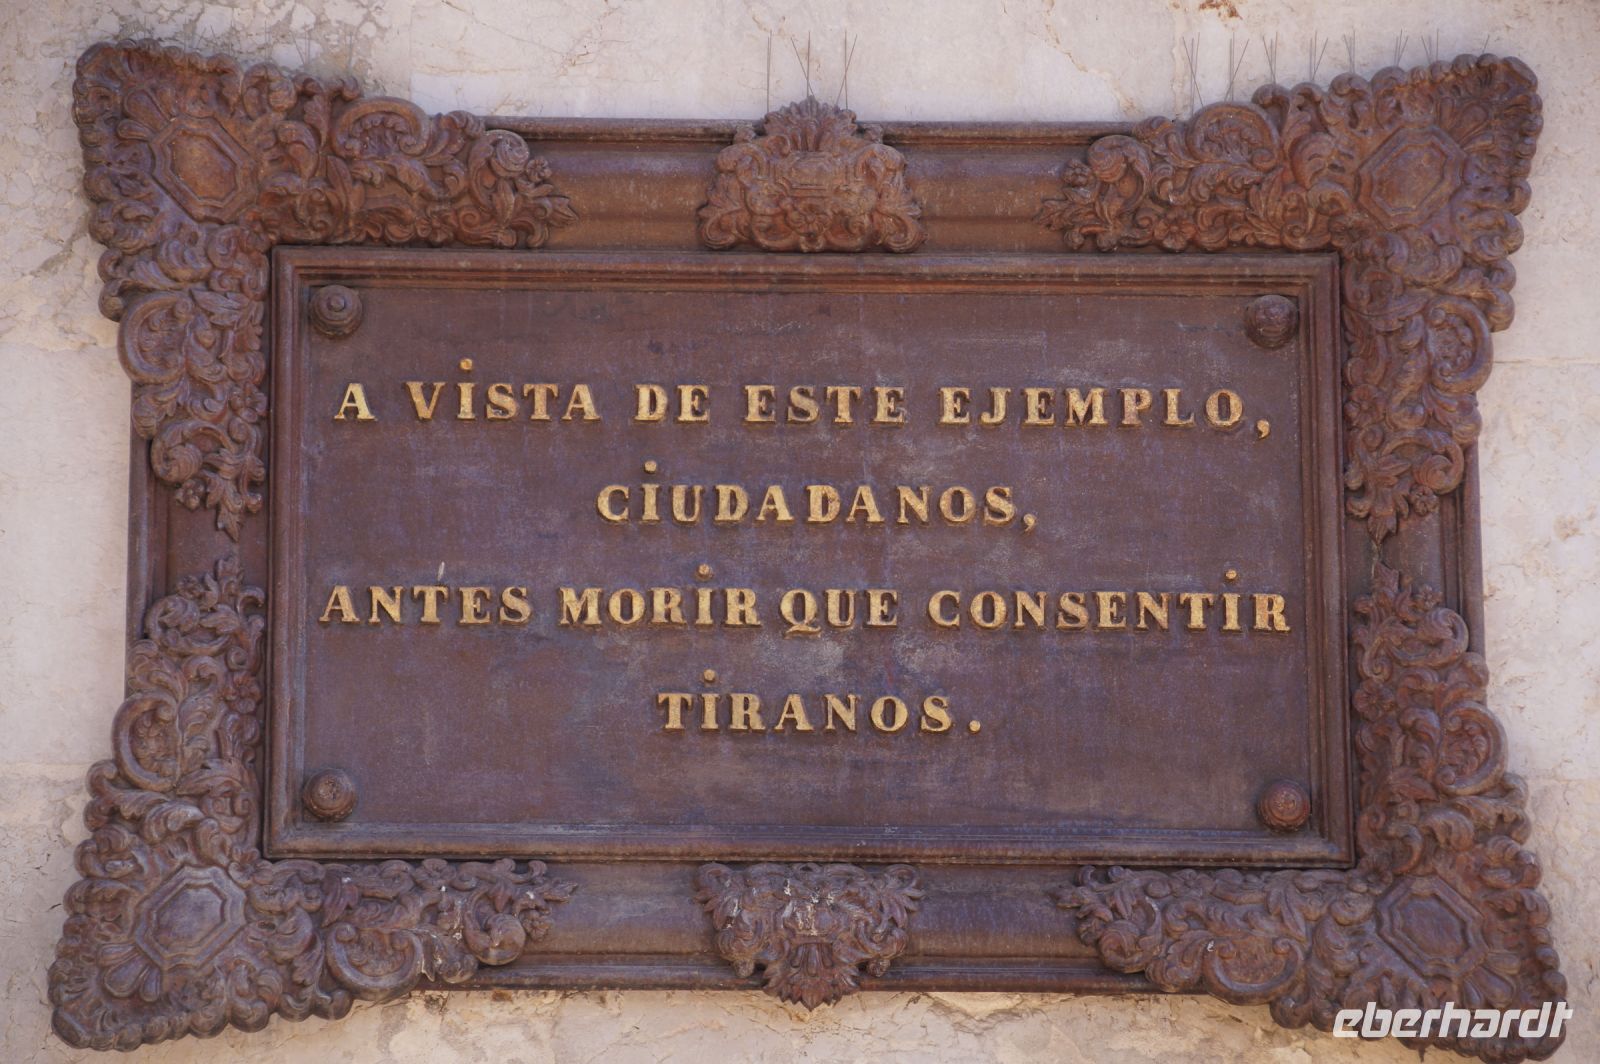 A VISTA DE ESTE EJEMPLO,
CIUDADANOS,
ANTES MORIR QUE CONSENTIR
TIRANOS.
eberhardt